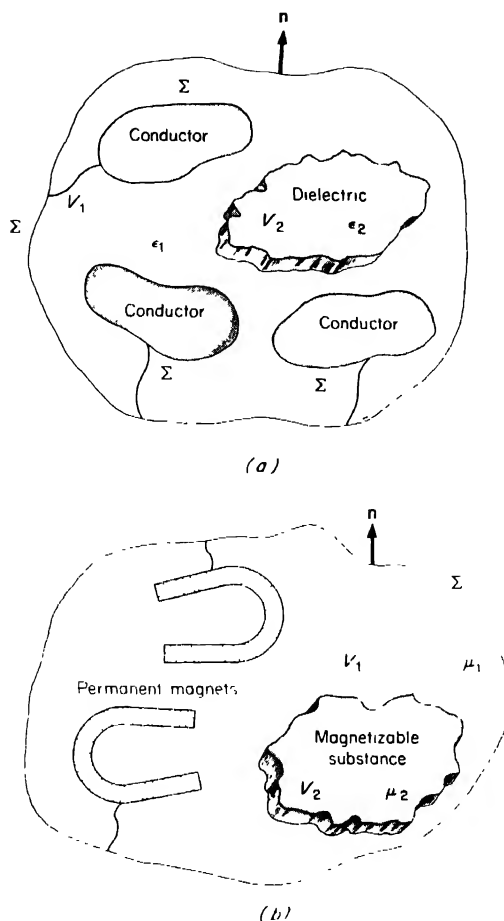 n
Σ
Conductor
Dielectric
V₁
V₂ ϵ₂
Σ
ϵ₁
Conductor
Conductor
Σ
Σ
(a)
n
Σ
V₁ μ₁
Permanent magnets
Magnetizable
substance
V₂ μ₂
(b)